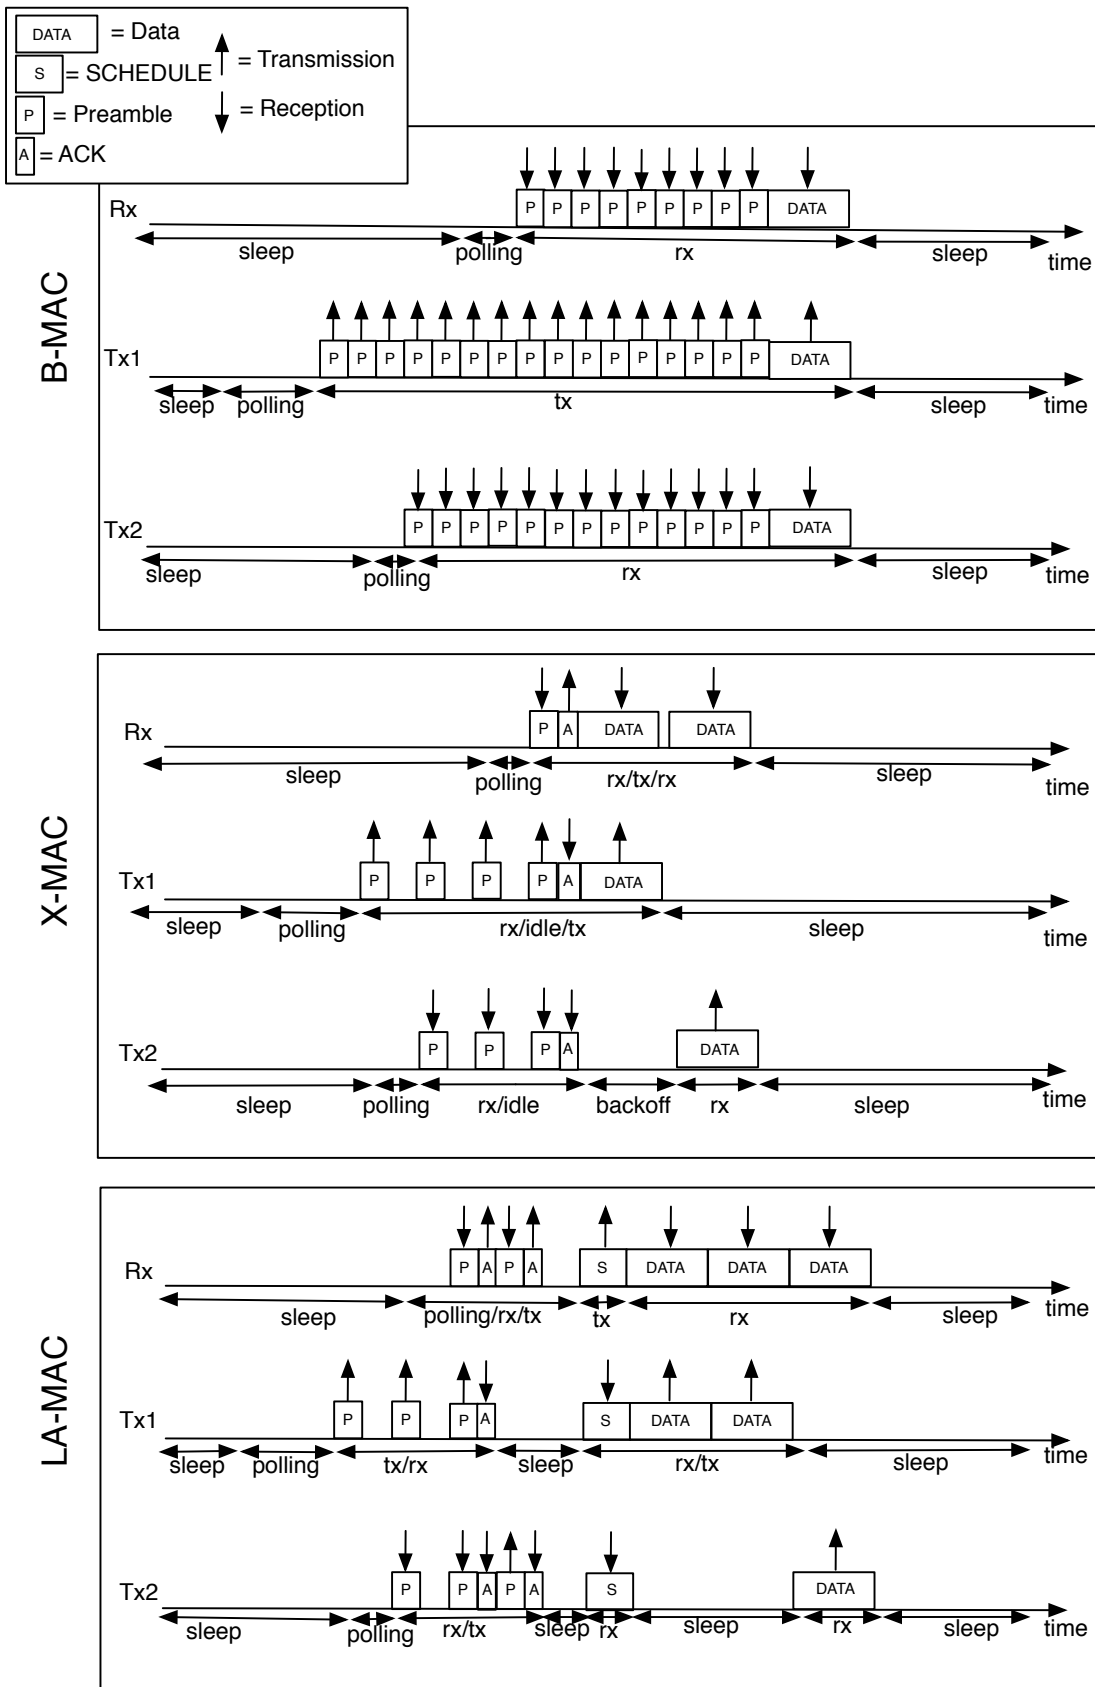 DATA = Data
S = SCHEDULE
= Transmission
P = Preamble
= Reception
A = ACK
B-MAC
Rx
P P P P P P P P P DATA
sleep polling rx sleep time
Tx1
P P P P P P P P P P P P P P P P DATA
sleep polling tx sleep time
Tx2
P P P P P P P P P P P P P DATA
sleep polling rx sleep time
X-MAC
Rx
P A DATA DATA
sleep polling rx/tx/rx sleep time
Tx1
P P P P A DATA
sleep polling rx/idle/tx sleep time
Tx2
P P P A DATA
sleep polling rx/idle backoff rx sleep time
LA-MAC
Rx
P A P A S DATA DATA DATA
sleep polling/rx/tx tx rx sleep time
Tx1
P P P A S DATA DATA
sleep polling tx/rx sleep rx/tx sleep time
Tx2
P P A P A S DATA
sleep polling rx/tx sleep rx sleep rx sleep time